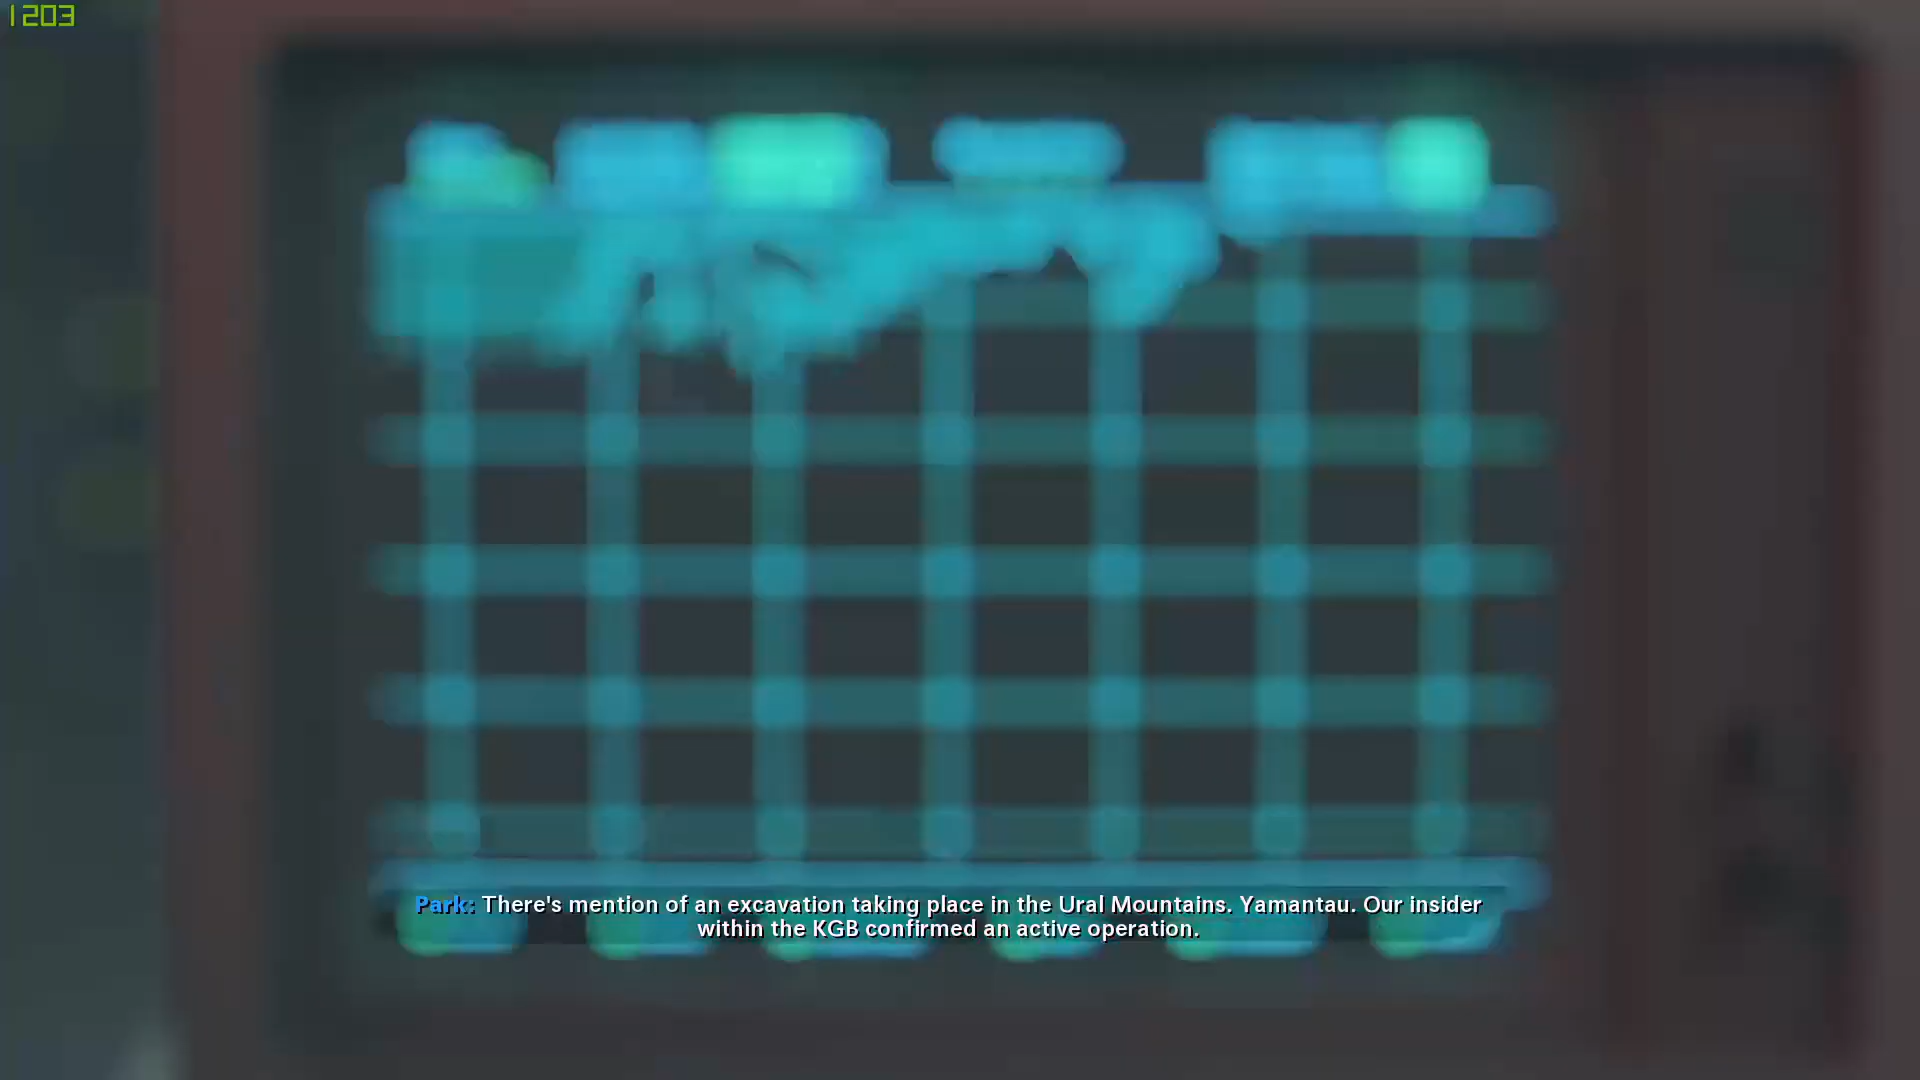 1203
Park: There's mention of an excavation taking place in the Ural Mountains. Yamantau. Our insider
within the KGB confirmed an active operation.